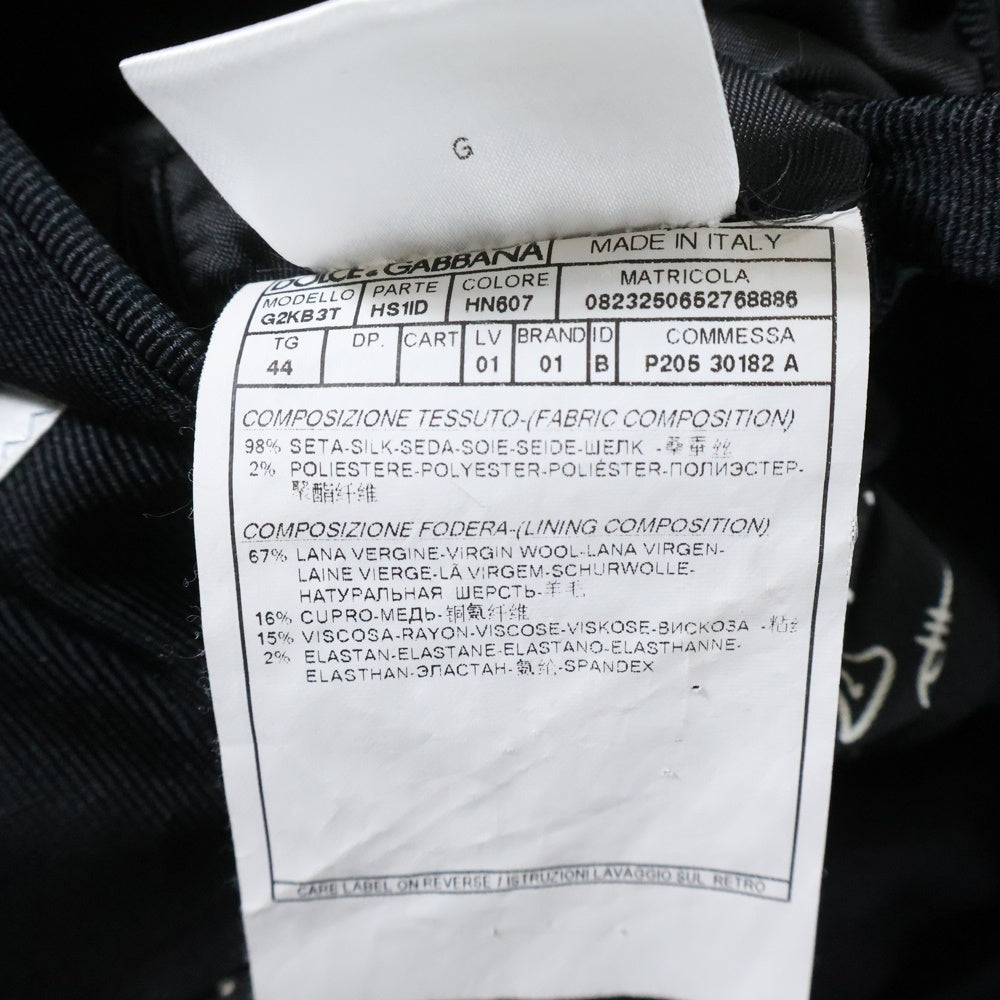 G
DOLCE & GABBANA MADE IN ITALY
MODELLO PARTE COLORE MATRICOLA
G2KB3T HS1ID HN607 0823250652768886
TG DP. CART LV BRAND ID COMMESSA
44 01 01 B P205 30182 A
COMPOSIZIONE TESSUTO-(FABRIC COMPOSITION)
98% SETA-SILK-SEDA-SOIE-SEIDE-ШЕЛК -桑蚕丝
2% POLIESTERE-POLYESTER-POLIÉSTER-ПОЛИЭСТЕР-
聚酯纤维
COMPOSIZIONE FODERA-(LINING COMPOSITION)
67% LANA VERGINE-VIRGIN WOOL-LANA VIRGEN-
LAINE VIERGE-LÃ VIRGEM-SCHURWOLLE-
НАТУРАЛЬНАЯ ШЕРСТЬ-羊毛
16% CUPRO-МЕДЬ-铜氨纤维
15% VISCOSA-RAYON-VISCOSE-VISKOSE-ВИСКОЗА -粘
2% ELASTAN-ELASTANE-ELASTANO-ELASTHANNE-
ELASTHAN-ЭЛАСТАН-氨纶-SPANDEX
CARE LABEL ON REVERSE / ISTRUZIONI LAVAGGIO SUL RETRO